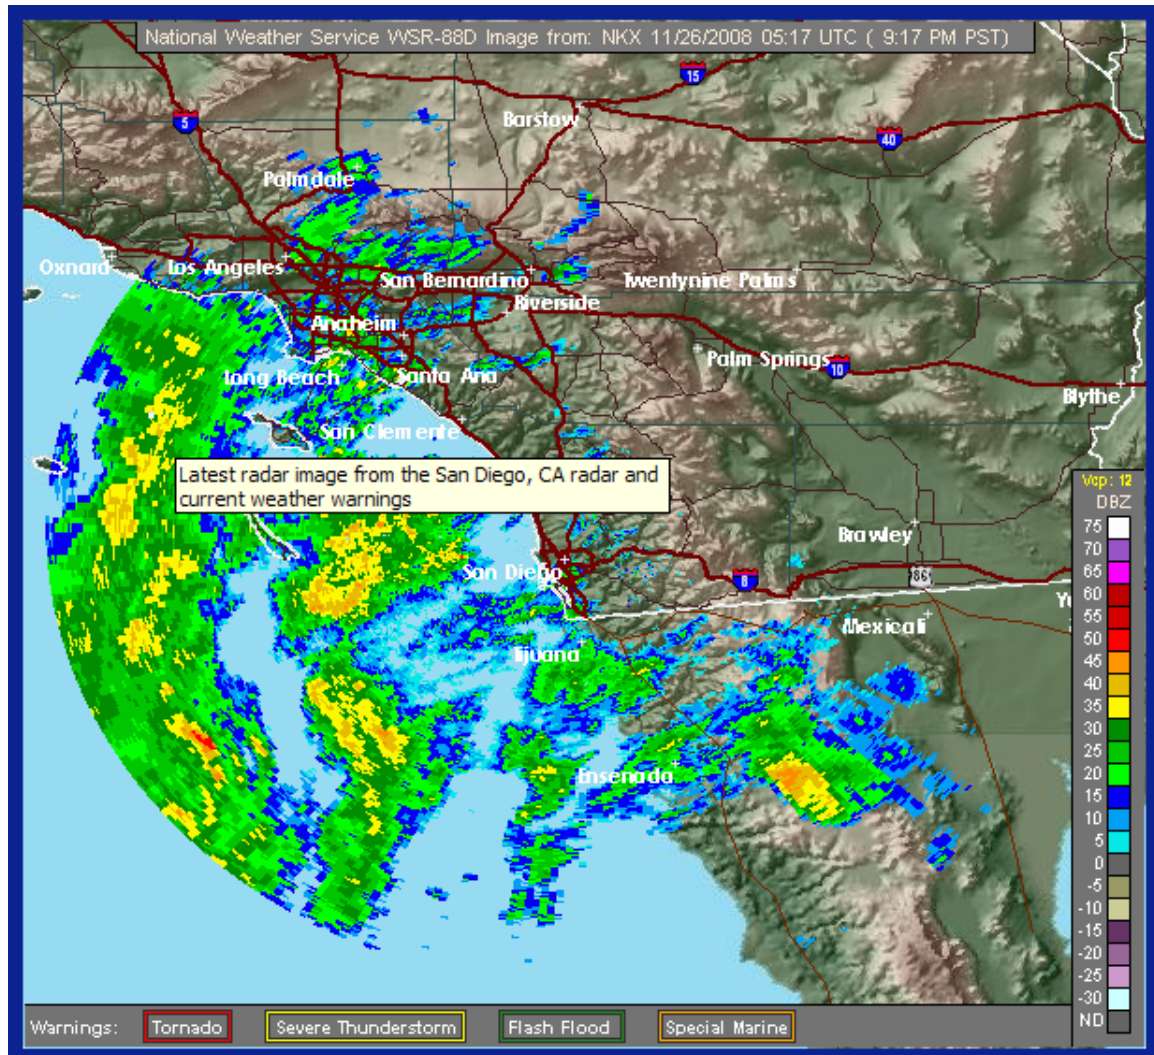 National Weather Service WSR-88D Image from: NKX 11/26/2008 05:17 UTC ( 9:17 PM PST)
15
5
Barstow
40
Palmdale
Oxnard
Los Angeles
San Bernardino
Twentynine Palms
Riverside
Anaheim
Palm Springs
10
Long Beach
Santa Ana
Blythe
San Clemente
Latest radar image from the San Diego, CA radar and
current weather warnings
Vcp: 12
DBZ
75
70
65
60
55
50
45
40
35
30
25
20
15
10
5
0
-5
-10
-15
-20
-25
-30
ND
Brawley
San Diego
8
86
Mexicali
Tijuana
Ensenada
Warnings:
Tornado
Severe Thunderstorm
Flash Flood
Special Marine